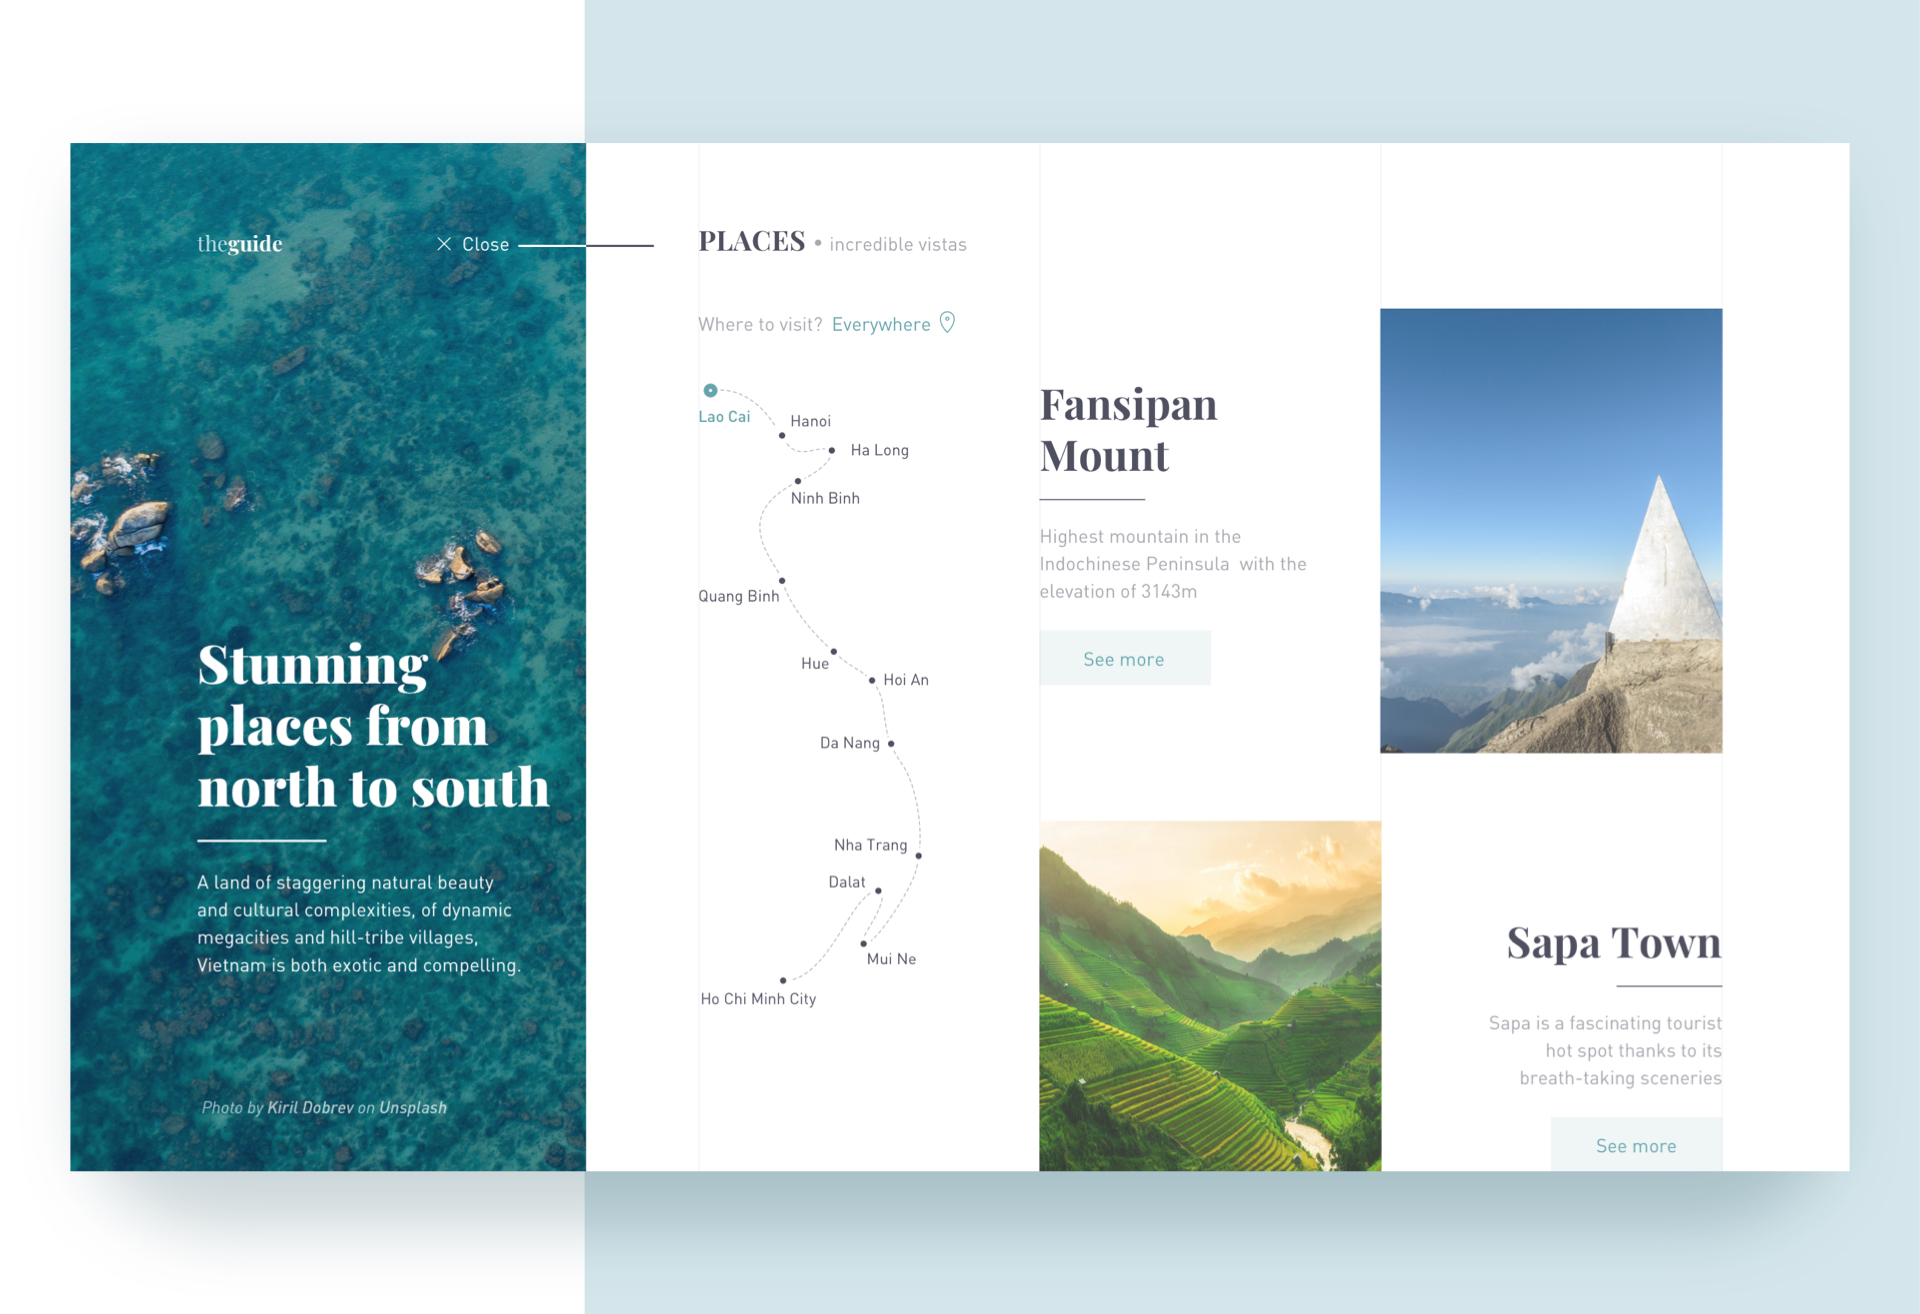 theguide
Close
Stunning
places from
north to south
A land of staggering natural beauty
and cultural complexities, of dynamic
megacities and hill-tribe villages,
Vietnam is both exotic and compelling.
Photo by Kiril Dobrev on Unsplash
PLACES • incredible vistas
Where to visit? Everywhere
Lao Cai
Hanoi
Ha Long
Ninh Binh
Quang Binh
Hue
Hoi An
Da Nang
Nha Trang
Dalat
Mui Ne
Ho Chi Minh City
Fansipan
Mount
Highest mountain in the
Indochinese Peninsula with the
elevation of 3143m
See more
Sapa Town
Sapa is a fascinating tourist
hot spot thanks to its
breath-taking sceneries
See more